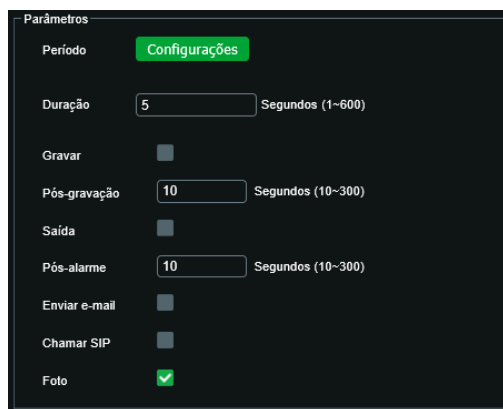 Parâmetros
Período Configurações
Duração 5 Segundos (1~600)
Gravar
Pós-gravação 10 Segundos (10~300)
Saída
Pós-alarme 10 Segundos (10~300)
Enviar e-mail
Chamar SIP
Foto